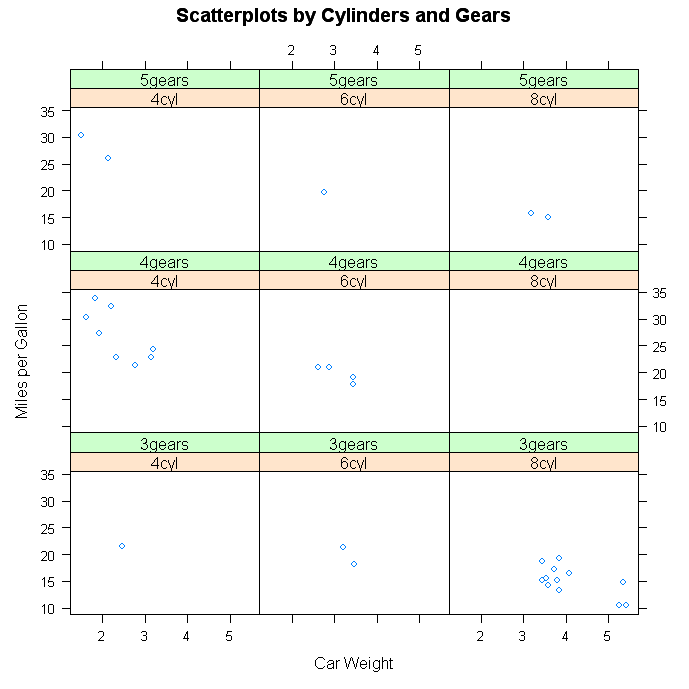 Scatterplots by Cylinders and Gears
2 3 4 5
5gears 5gears 5gears
4cyl 6cyl 8cyl
35
30
25
20
15
10
4gears 4gears 4gears
4cyl 6cyl 8cyl
35
30
25
20
15
10
Miles per Gallon
3gears 3gears 3gears
4cyl 6cyl 8cyl
35
30
25
20
15
10
2 3 4 5 2 3 4 5
Car Weight